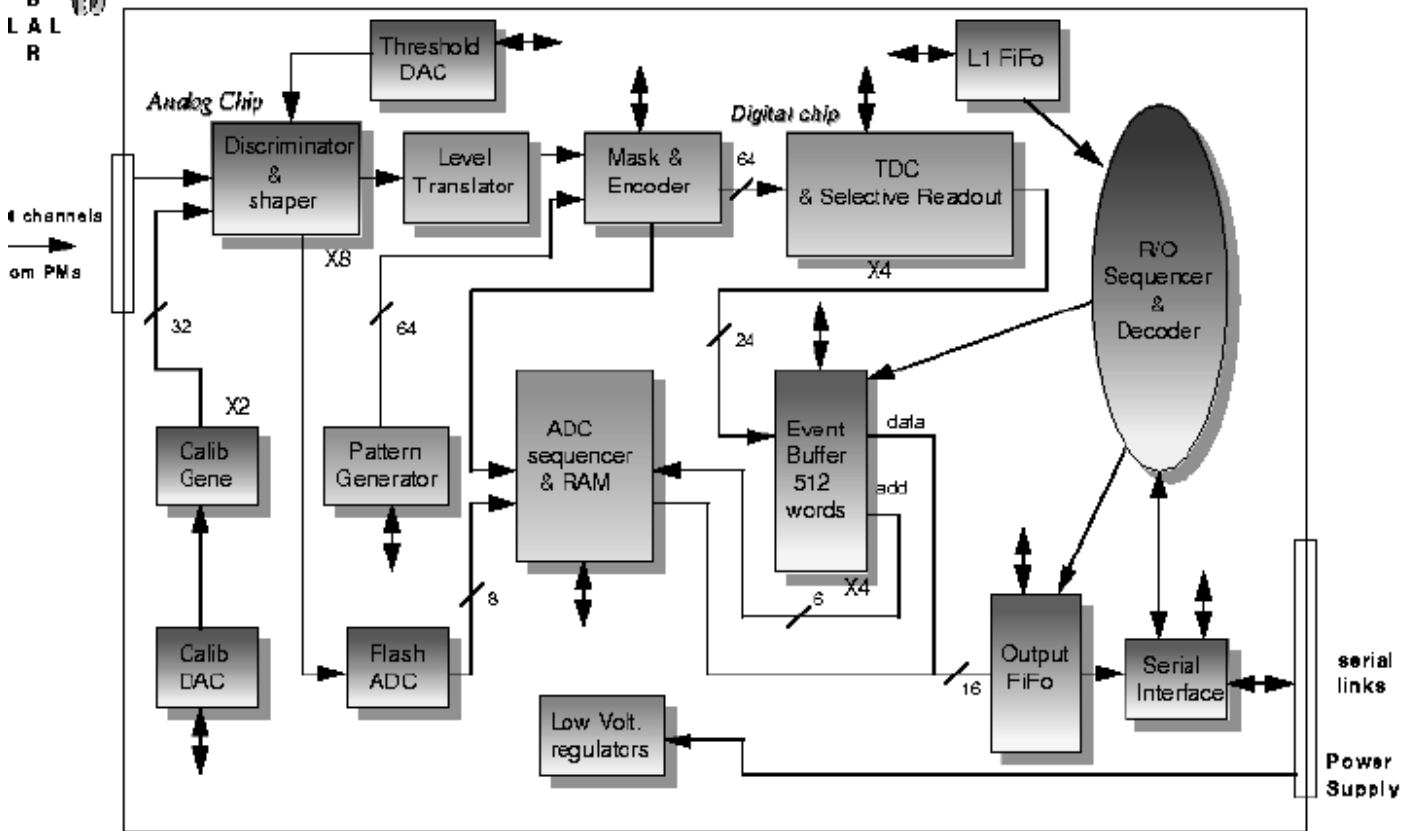 B
L A L
R
Threshold
DAC
L1 FiFo
Analog Chip
Digital chip
Discriminator
&
shaper
Level
Translator
Mask &
Encoder
64
TDC
& Selective Readout
channels
om PMs
X8
X4
R/O
Sequencer
&
Decoder
32
64
24
X2
Calib
Gene
Pattern
Generator
ADC
sequencer
& RAM
Event
Buffer
512
words
data
add
8
6
X4
Calib
DAC
Flash
ADC
16
Output
FiFo
Serial
Interface
serial
links
Low Volt.
regulators
Power
Supply